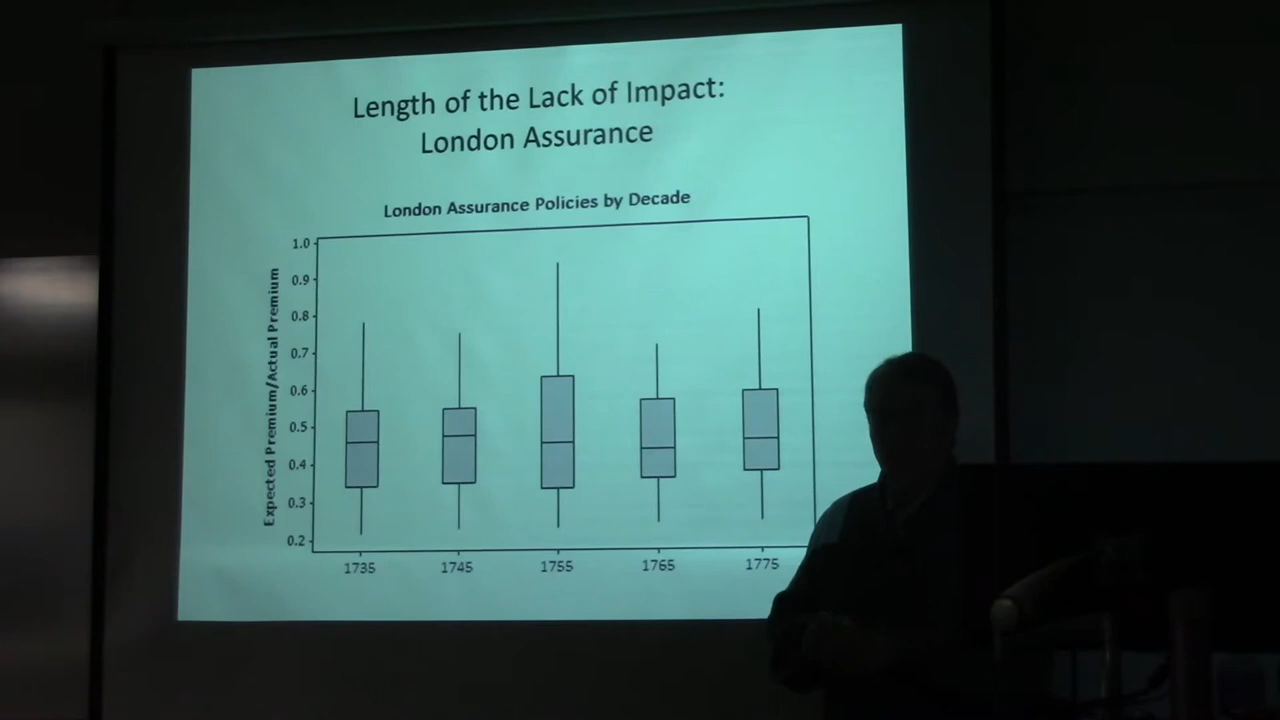 Length of the Lack of Impact:
London Assurance
London Assurance Policies by Decade
Expected Premium/Actual Premium
1.0
0.9
0.8
0.7
0.6
0.5
0.4
0.3
0.2
1735 1745 1755 1765 1775